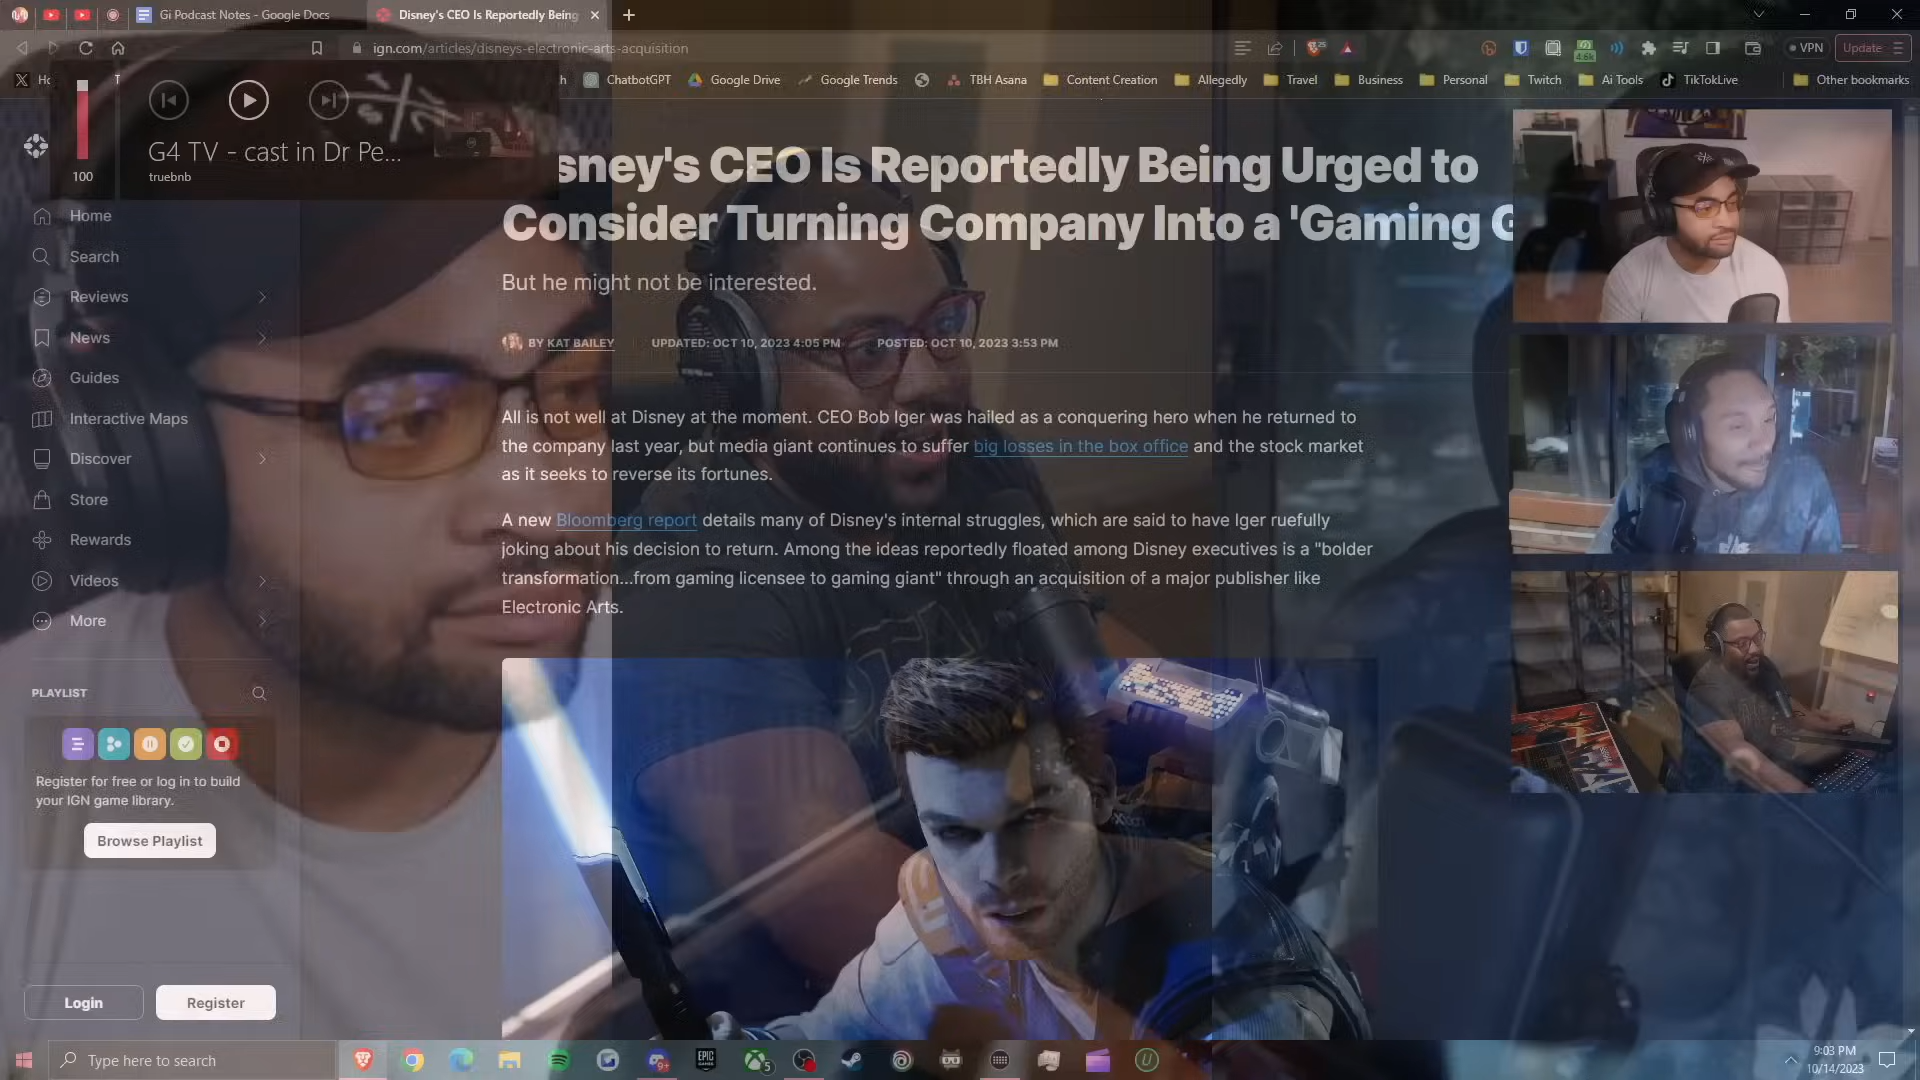 Gi Podcast Notes - Google Docs
Disney's CEO Is Reportedly Being
ign.com/articles/disneys-electronic-arts-acquisition
25
4.6k
VPN
Update
ChatbotGPT
Google Drive
Google Trends
TBH Asana
Content Creation
Allegedly
Travel
Business
Personal
Twitch
Ai Tools
TikTokLive
Other bookmarks
G4 TV - cast in Dr Pe...
truebnb
100
Home
Search
Reviews
News
Guides
Interactive Maps
Discover
Store
Rewards
Videos
More
PLAYLIST
Register for free or log in to build
your IGN game library.
Browse Playlist
Login
Register
sney's CEO Is Reportedly Being Urged to
Consider Turning Company Into a 'Gaming G
But he might not be interested.
BY KAT BAILEY
UPDATED: OCT 10, 2023 4:05 PM
POSTED: OCT 10, 2023 3:53 PM
All is not well at Disney at the moment. CEO Bob Iger was hailed as a conquering hero when he returned to
the company last year, but media giant continues to suffer big losses in the box office and the stock market
as it seeks to reverse its fortunes.
A new Bloomberg report details many of Disney's internal struggles, which are said to have Iger ruefully
joking about his decision to return. Among the ideas reportedly floated among Disney executives is a "bolder
transformation...from gaming licensee to gaming giant" through an acquisition of a major publisher like
Electronic Arts.
Type here to search
9+
EPIC
GAMES
5
9:03 PM
10/14/2023